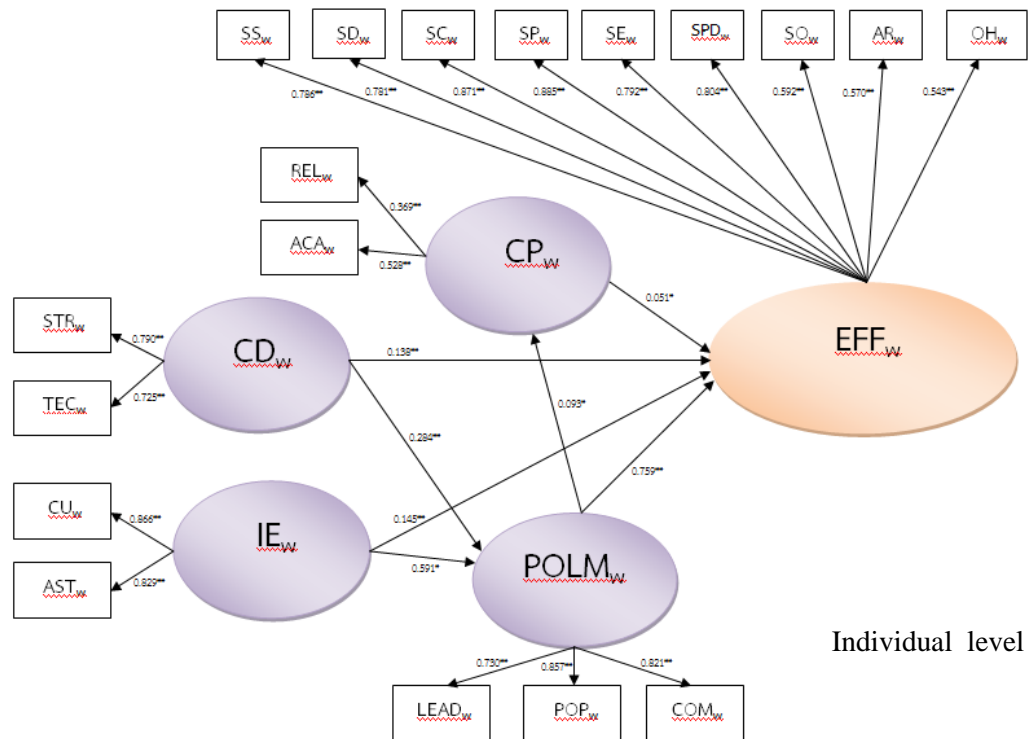 SSw SDw SCw SPw SEw SPDw SOw ARw OHw
0.786** 0.781** 0.871** 0.885** 0.792** 0.804** 0.592** 0.570** 0.543**
RELw
0.369**
ACAw
0.528**
CPw
0.051*
STRw
0.790**
CDw
0.138**
EFFw
TECw
0.725**
0.093*
0.284**
0.759**
CUw
0.866**
IEw
0.145**
0.591*
POLMw
ASTw
0.829**
Individual level
0.730** 0.857** 0.821**
LEADw POPw COMw